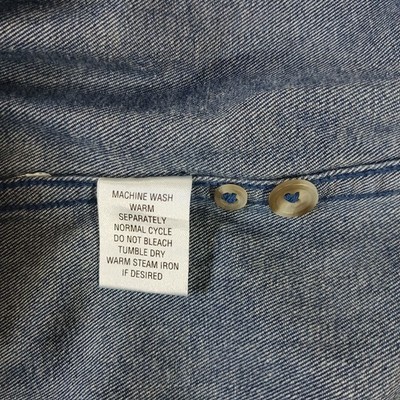 MACHINE WASH
WARM
SEPARATELY
NORMAL CYCLE
DO NOT BLEACH
TUMBLE DRY
WARM STEAM IRON
IF DESIRED